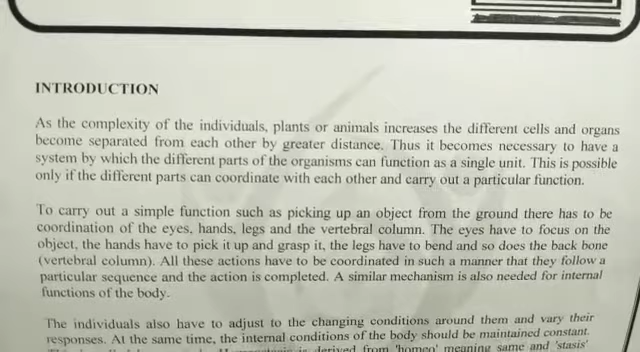 INTRODUCTION
As the complexity of the individuals, plants or animals increases the different cells and organs
become separated from each other by greater distance. Thus it becomes necessary to have a
system by which the different parts of the organisms can function as a single unit. This is possible
only if the different parts can coordinate with each other and carry out a particular function.
To carry out a simple function such as picking up an object from the ground there has to be
coordination of the eyes, hands, legs and the vertebral column. The eyes have to focus on the
object, the hands have to pick it up and grasp it, the legs have to bend and so does the back bone
(vertebral column). All these actions have to be coordinated in such a manner that they follow a
particular sequence and the action is completed. A similar mechanism is also needed for internal
functions of the body.
The individuals also have to adjust to the changing conditions around them and vary their
responses. At the same time, the internal conditions of the body should be maintained constant.
is derived from 'homeo' meaning same and 'stasis'